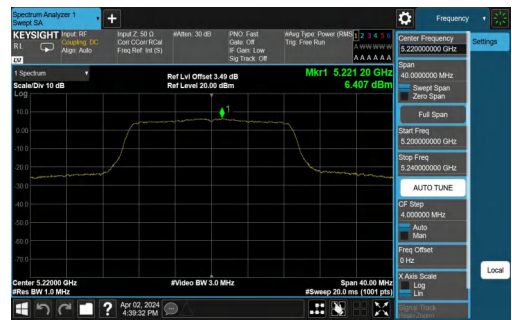 Spectrum Analyzer 1
Swept SA
Frequency
KEYSIGHT
RL
Input: RF
Coupling: DC
Align: Auto
Input Z: 50 Ω
Corr CCorr RCal
Freq Ref: Int (S)
#Atten: 30 dB
PNO: Fast
Gate: Off
IF Gain: Low
Sig Track: Off
#Avg Type: Power (RMS)
Trig: Free Run
1 2 3 4 5 6
A W W W W W
A A A A A A
LV
1 Spectrum
Scale/Div 10 dB
Log
Ref Lvl Offset 3.49 dB
Ref Level 20.00 dBm
Mkr1 5.221 20 GHz
6.407 dBm
1
10.0
0.00
-10.0
-20.0
-30.0
-40.0
-50.0
-60.0
-70.0
Center 5.22000 GHz
#Res BW 1.0 MHz
#Video BW 3.0 MHz
Span 40.00 MHz
#Sweep 20.0 ms (1001 pts)
Center Frequency
5.220000000 GHz
Settings
Span
40.0000000 MHz
Swept Span
Zero Span
Full Span
Start Freq
5.200000000 GHz
Stop Freq
5.240000000 GHz
AUTO TUNE
CF Step
4.000000 MHz
Auto
Man
Freq Offset
0 Hz
X Axis Scale
Log
Lin
Local
Signal Track
Apr 02, 2024
4:39:32 PM